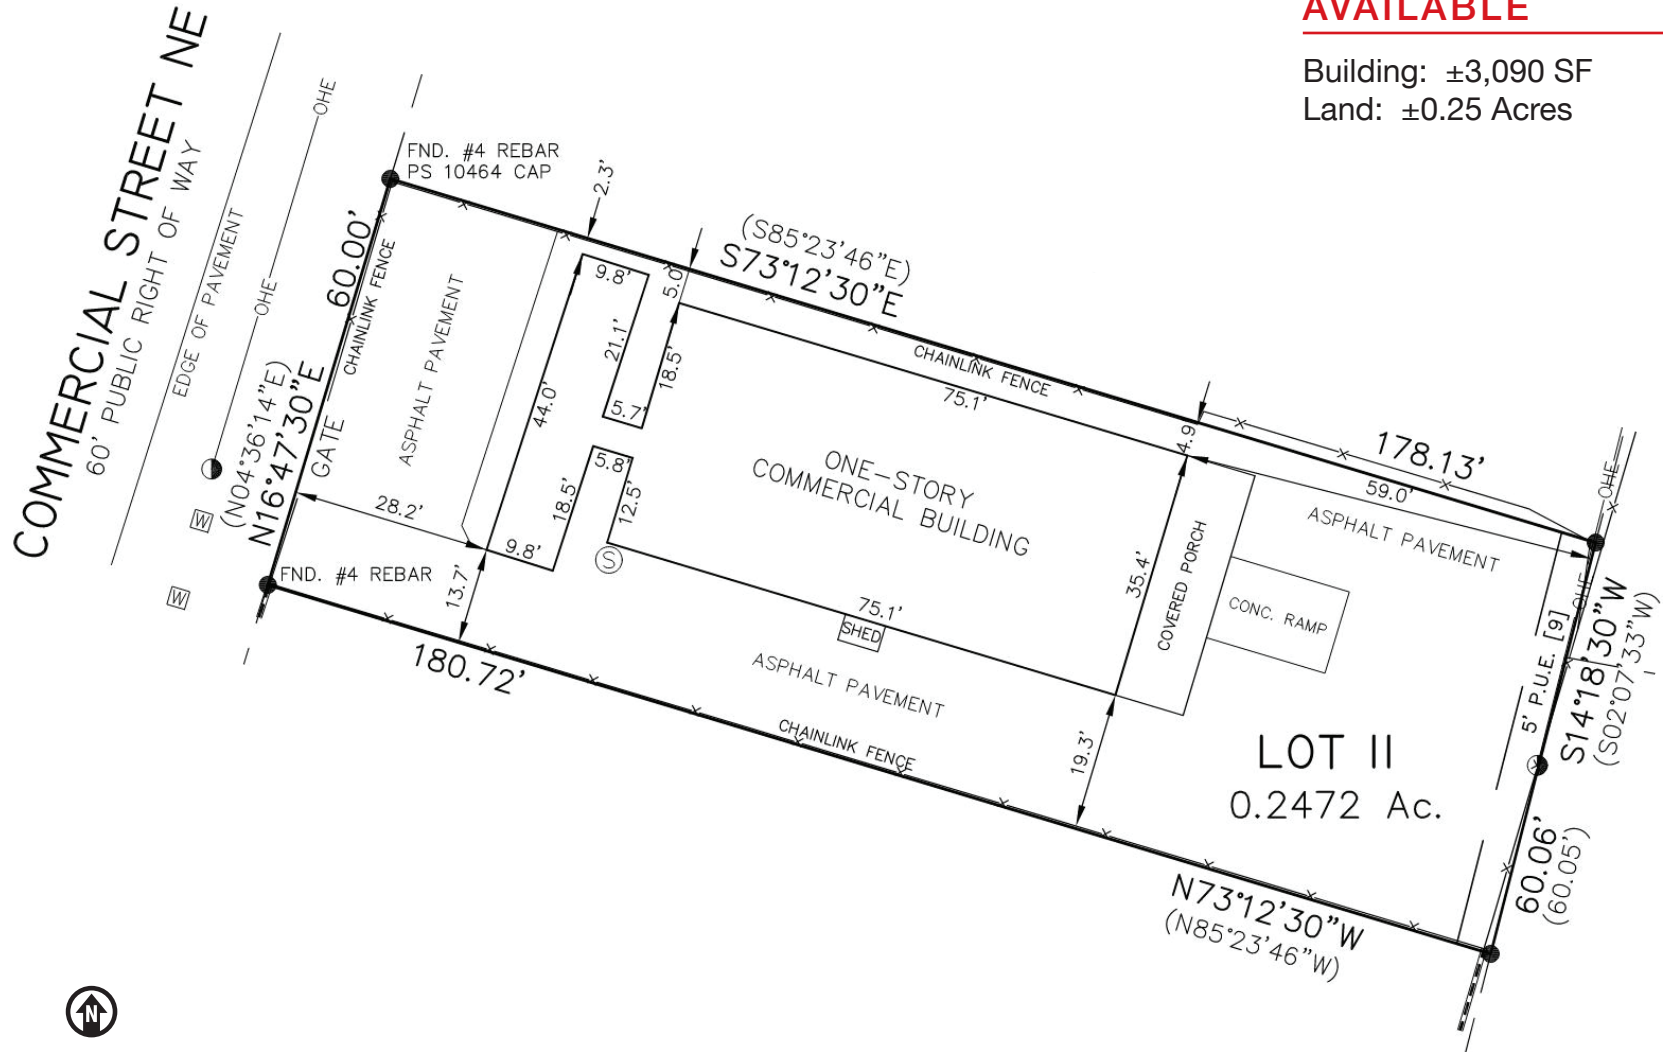 AVAILABLE
Building: ±3,090 SF
Land: ±0.25 Acres
COMMERCIAL STREET NE
60' PUBLIC RIGHT OF WAY
EDGE OF PAVEMENT
OHE
OHE
FND. #4 REBAR
PS 10464 CAP
60.00'
CHAINLINK FENCE
N16°47'30"E
(N04°36'14"E)
GATE
ASPHALT PAVEMENT
W
W
28.2'
FND. #4 REBAR
2.3'
9.8'
5.0'
21.1'
18.5'
44.0'
5.7'
5.8'
18.5'
12.5'
9.8'
S
13.7'
(S85°23'46"E)
S73°12'30"E
CHAINLINK FENCE
75.1'
ONE-STORY
COMMERCIAL BUILDING
4.9
178.13'
59.0'
ASPHALT PAVEMENT
OHE
35.4'
COVERED PORCH
CONC. RAMP
75.1'
SHED
ASPHALT PAVEMENT
180.72'
CHAINLINK FENCE
19.3'
LOT 11
0.2472 Ac.
5' P.U.E. [9]
OHE
S14°18'30"W
(S02°07'33"W)
60.06'
(60.05')
N73°12'30"W
(N85°23'46"W)
N